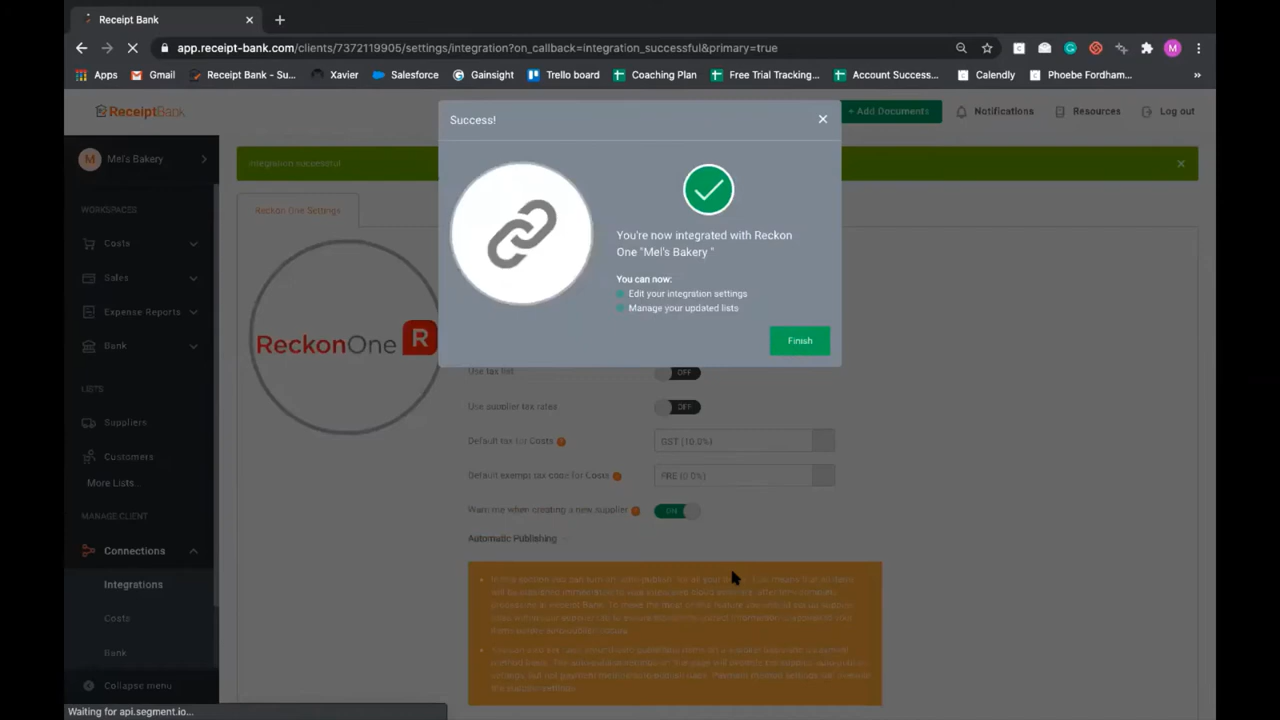 Receipt Bank
app.receipt-bank.com/clients/7372119905/settings/integration?on_callback=integration_successful&primary=true
M
Apps
Gmail
Receipt Bank - Su...
Xavier
Salesforce
Gainsight
Trello board
Coaching Plan
Free Trial Tracking...
Account Success...
Calendly
Phoebe Fordham...
»
ReceiptBank
+ Add Documents
Notifications
Resources
Log out
M
Mel's Bakery
Integration successful
Success!
You're now integrated with Reckon
One "Mel's Bakery "
You can now:
Edit your integration settings
Manage your updated lists
Finish
WORKSPACES
Costs
Sales
Expense Reports
Bank
LISTS
Suppliers
Customers
More Lists...
MANAGE CLIENT
Connections
Integrations
Costs
Bank
Collapse menu
Reckon One Settings
ReckonOne R
Use tax list
OFF
Use supplier tax rates
OFF
Default tax for Costs
GST (10.0%)
Default exempt tax code for Costs
FRE (0.0%)
Warn me when creating a new supplier
ON
Automatic Publishing
Waiting for api.segment.io...